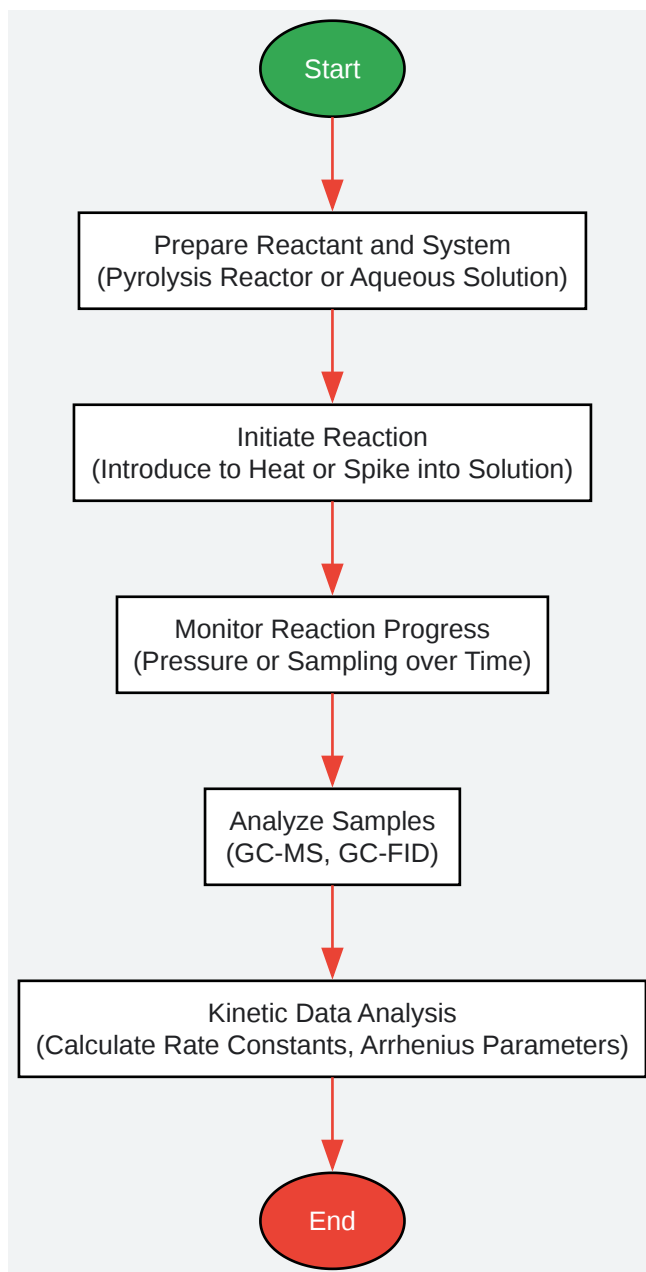 Start
Prepare Reactant and System
(Pyrolysis Reactor or Aqueous Solution)
Initiate Reaction
(Introduce to Heat or Spike into Solution)
Monitor Reaction Progress
(Pressure or Sampling over Time)
Analyze Samples
(GC-MS, GC-FID)
Kinetic Data Analysis
(Calculate Rate Constants, Arrhenius Parameters)
End